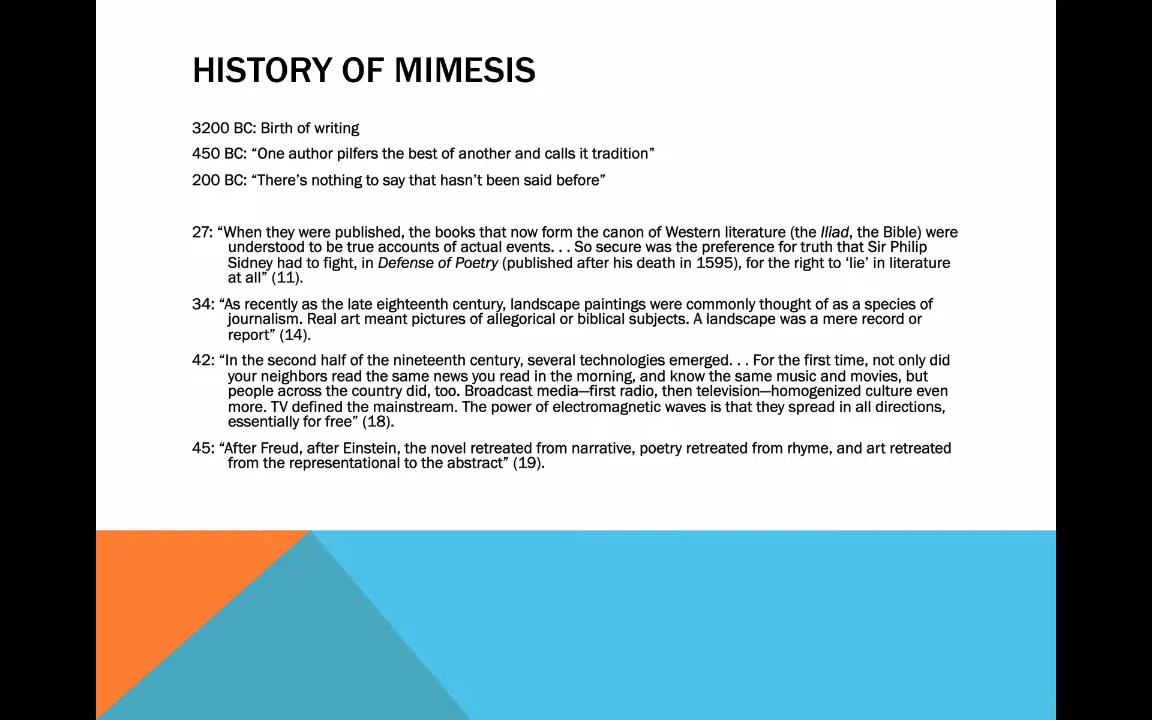 HISTORY OF MIMESIS
3200 BC: Birth of writing
450 BC: “One author pilfers the best of another and calls it tradition”
200 BC: “There’s nothing to say that hasn’t been said before”
27: “When they were published, the books that now form the canon of Western literature (the Iliad, the Bible) were
understood to be true accounts of actual events. . . So secure was the preference for truth that Sir Philip
Sidney had to fight, in Defense of Poetry (published after his death in 1595), for the right to ‘lie’ in literature
at all” (11).
34: “As recently as the late eighteenth century, landscape paintings were commonly thought of as a species of
journalism. Real art meant pictures of allegorical or biblical subjects. A landscape was a mere record or
report” (14).
42: “In the second half of the nineteenth century, several technologies emerged. . . For the first time, not only did
your neighbors read the same news you read in the morning, and know the same music and movies, but
people across the country did, too. Broadcast media—first radio, then television—homogenized culture even
more. TV defined the mainstream. The power of electromagnetic waves is that they spread in all directions,
essentially for free” (18).
45: “After Freud, after Einstein, the novel retreated from narrative, poetry retreated from rhyme, and art retreated
from the representational to the abstract” (19).